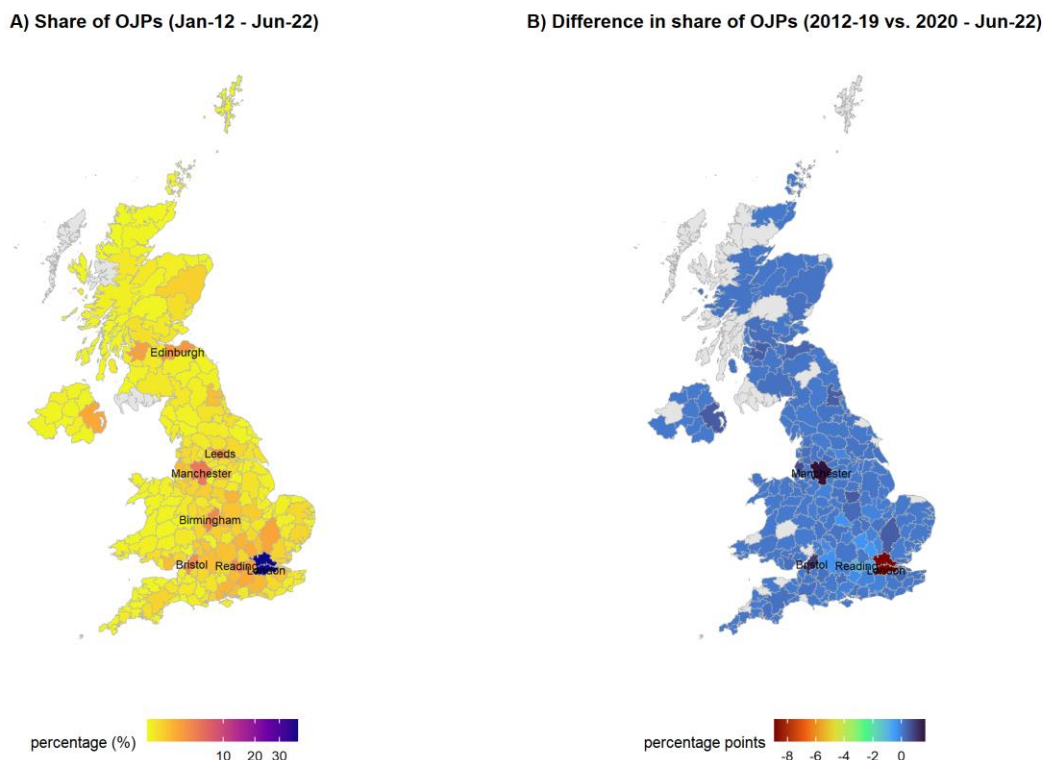 A) Share of OJPs (Jan-12 - Jun-22)
B) Difference in share of OJPs (2012-19 vs. 2020 - Jun-22)
Edinburgh
Leeds
Manchester
Birmingham
Bristol
Reading
London
Manchester
Bristol
Reading
London
percentage (%)
10 20 30
percentage points
-8 -6 -4 -2 0